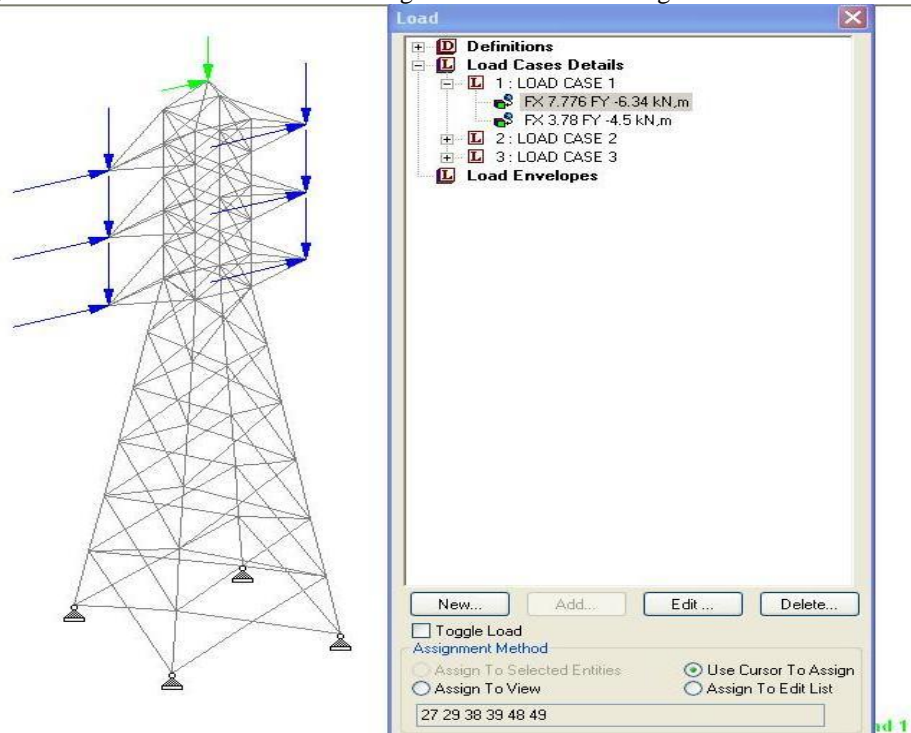 Load
Definitions
Load Cases Details
1 : LOAD CASE 1
FX 7.776 FY -6.34 kN,m
FX 3.78 FY -4.5 kN,m
2 : LOAD CASE 2
3 : LOAD CASE 3
Load Envelopes
New...
Add...
Edit ...
Delete...
Toggle Load
Assignment Method
Assign To Selected Entities
Use Cursor To Assign
Assign To View
Assign To Edit List
27 29 38 39 48 49